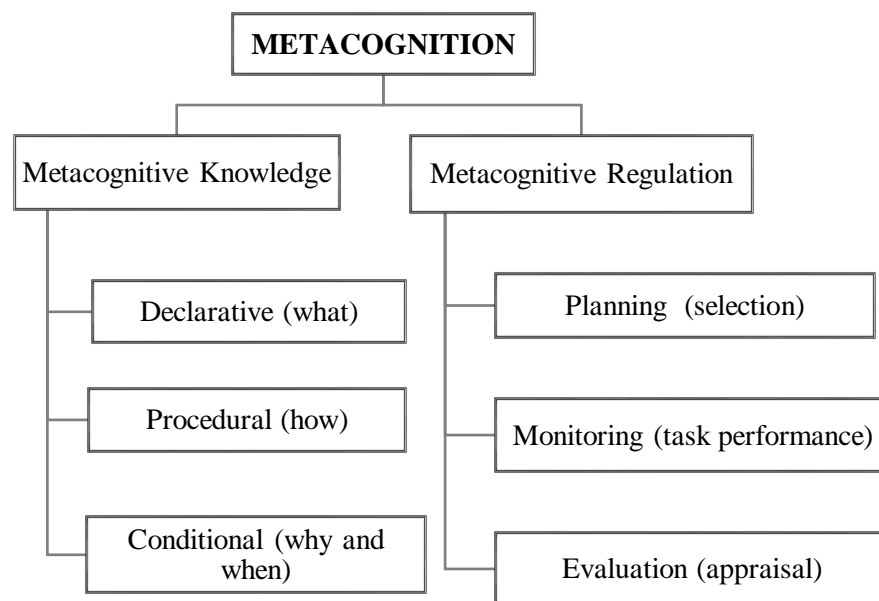 METACOGNITION
Metacognitive Knowledge
Declarative (what)
Procedural (how)
Conditional (why and
when)
Metacognitive Regulation
Planning (selection)
Monitoring (task performance)
Evaluation (appraisal)